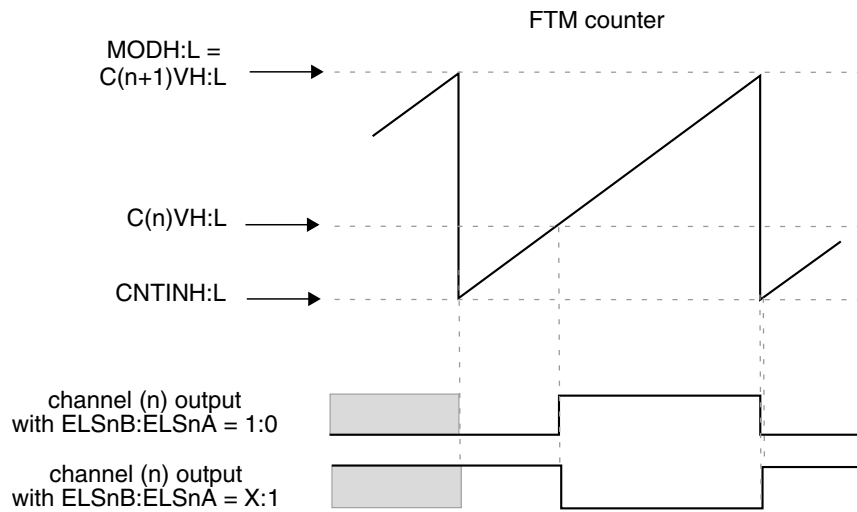 FTM counter
MODH:L =
C(n+1)VH:L
C(n)VH:L
CNTINH:L
channel (n) output
with ELSnB:ELSnA = 1:0
channel (n) output
with ELSnB:ELSnA = X:1